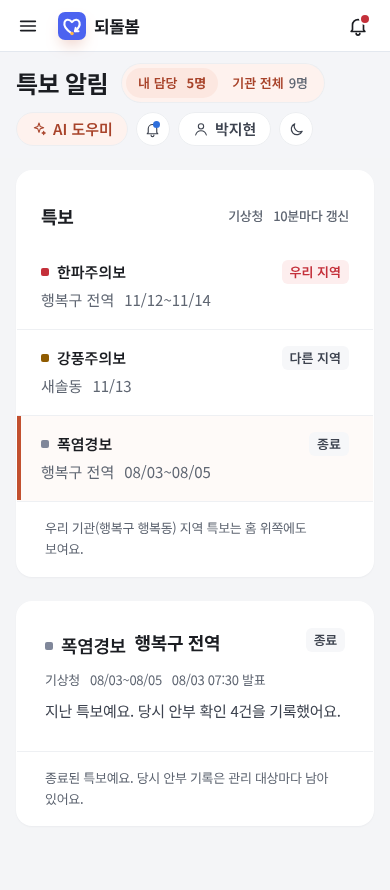 되돌봄
특보 알림 내 담당 5명 기관 전체 9명
AI 도우미 박지현
특보 기상청 10분마다 갱신
한파주의보 우리 지역
행복구 전역 11/12~11/14
강풍주의보 다른 지역
새솔동 11/13
폭염경보 종료
행복구 전역 08/03~08/05
우리 기관(행복구 행복동) 지역 특보는 홈 위쪽에도
보여요.
폭염경보 행복구 전역 종료
기상청 08/03~08/05 08/03 07:30 발표
지난 특보예요. 당시 안부 확인 4건을 기록했어요.
종료된 특보예요. 당시 안부 기록은 관리 대상마다 남아
있어요.